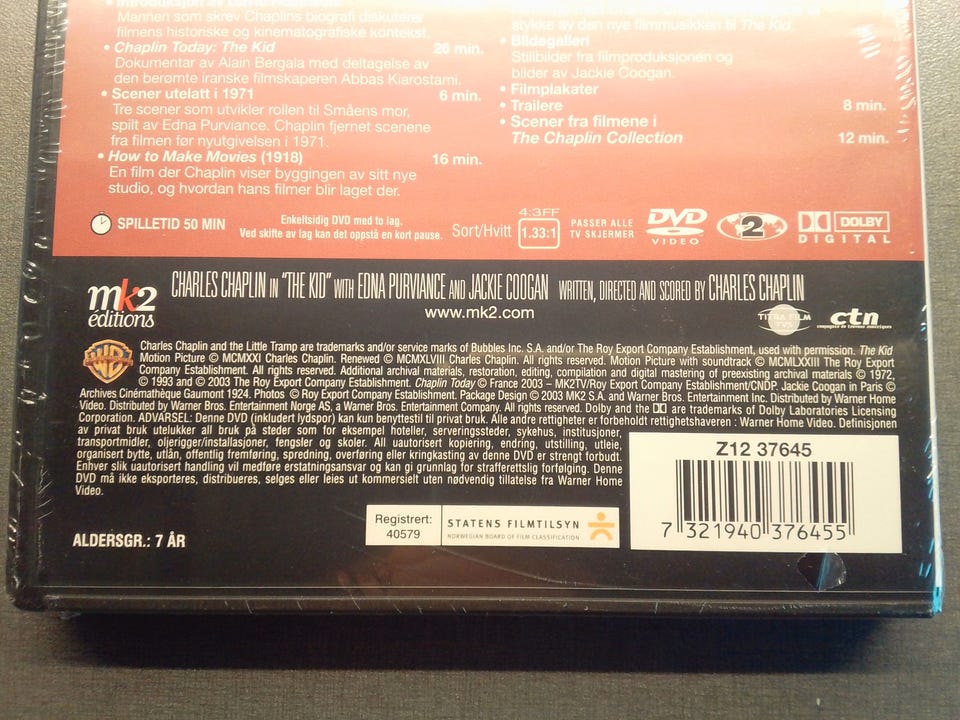 Introduksjon av David Robinson
Mannen som skrev Chaplins biografi diskuterer
filmens historiske og kinematografiske kontekst.
• Chaplin Today: The Kid 26 min.
Dokumentar av Alain Bergala med deltagelse av
den berømte iranske filmskaperen Abbas Kiarostami.
• Scener utelatt i 1971 6 min.
Tre scener som utvikler rollen til Småens mor,
spilt av Edna Purviance. Chaplin fjernet scenene
fra filmen før nyutgivelsen i 1971.
• How to Make Movies (1918) 16 min.
En film der Chaplin viser byggingen av sitt nye
studio, og hvordan hans filmer blir laget der.
stykke av den nye filmmusikken til The Kid.
• Bildegalleri
Stillbilder fra filmproduksjonen og
bilder av Jackie Coogan.
• Filmplakater
• Trailere 8 min.
• Scener fra filmene i
The Chaplin Collection 12 min.
SPILLETID 50 MIN
Enkeltsidig DVD med to lag.
Ved skifte av lag kan det oppstå en kort pause.
Sort/Hvitt
4:3FF
1.33:1
PASSER ALLE
TV SKJERMER
DVD
VIDEO
2
DOLBY
DIGITAL
mk2
editions
CHARLES CHAPLIN IN "THE KID" WITH EDNA PURVIANCE AND JACKIE COOGAN WRITTEN, DIRECTED AND SCORED BY CHARLES CHAPLIN
www.mk2.com
TITRA FILM
TVS
ctn
WB
Charles Chaplin and the Little Tramp are trademarks and/or service marks of Bubbles Inc. S.A. and/or The Roy Export Company Establishment, used with permission. The Kid
Motion Picture © MCMXXI Charles Chaplin. Renewed © MCMXLVIII Charles Chaplin. All rights reserved. Motion Picture with soundtrack © MCMLXXIII The Roy Export
Company Establishment. All rights reserved. Additional archival materials, restoration, editing, compilation and digital mastering of preexisting archival materials © 1972,
© 1993 and © 2003 The Roy Export Company Establishment. Chaplin Today © France 2003 – MK2TV/Roy Export Company Establishment/CNDP. Jackie Coogan in Paris ©
Archives Cinémathèque Gaumont 1924. Photos © Roy Export Company Establishment. Package Design © 2003 MK2 S.A. and Warner Bros. Entertainment Inc. Distributed by Warner Home
Video. Distributed by Warner Bros. Entertainment Norge AS, a Warner Bros. Entertainment Company. All rights reserved. Dolby and the DD are trademarks of Dolby Laboratories Licensing
Corporation. ADVARSEL: Denne DVD (inkludert lydspor) kan kun benyttestil til privat bruk. Alle andre rettigheter er forbeholdt rettighetshaveren : Warner Home Video. Definisjonen
av privat bruk utelukker all bruk på steder som for eksempel hoteller, serveringssteder, sykehus, institusjoner,
transportmidler, oljerigger/installasjoner, fengsler og skoler. All uautorisert kopiering, endring, utstilling, utleie,
organisert bytte, utlån, offentlig fremføring, spredning, overføring eller kringkasting av denne DVD er strengt forbudt.
Enhver slik uautorisert handling vil medføre erstatningsansvar og kan gi grunnlag for strafferettslig forfølging. Denne
DVD må ikke eksporteres, distribueres, selges eller leies ut kommersielt uten nødvendig tillatelse fra Warner Home
Video.
Z12 37645
7 321940 376455
Registrert:
40579
STATENS FILMTILSYN
NORWEGIAN BOARD OF FILM CLASSIFICATION
ALDERSGR.: 7 ÅR